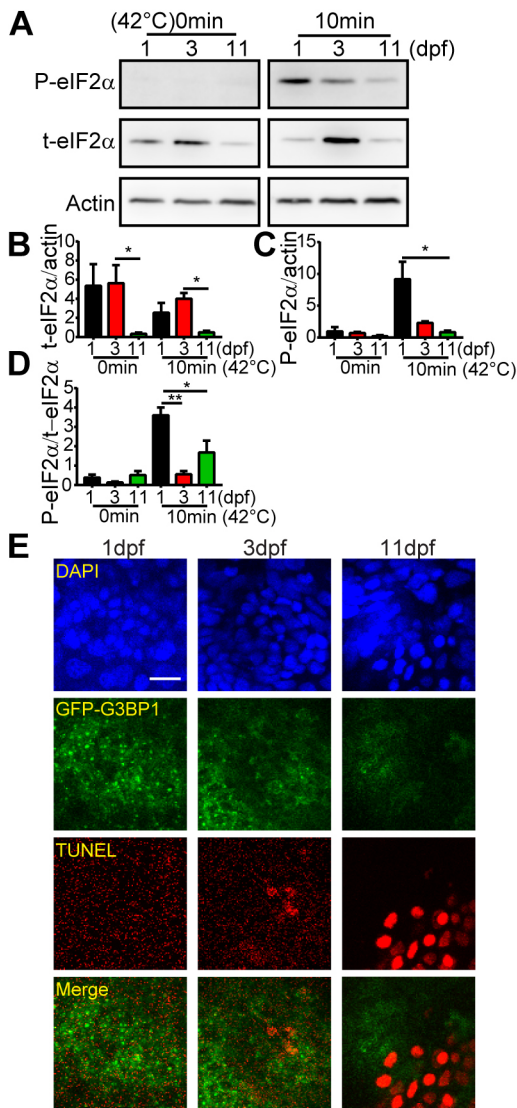 A
(42°C)0min 10min
1 3 11 1 3 11 (dpf)
P-eIF2α
t-eIF2α
Actin
B
t-eIF2α/actin
10
8
6
4
2
0
*
*
1 3 11 1 3 11 (dpf)
0min 10min (42°C)
C
P-eIF2α/actin
15
10
5
0
*
1 3 11 1 3 11 (dpf)
0min 10min (42°C)
D
P-eIF2α/t-eIF2α
5
4
3
2
1
0
*
**
1 3 11 1 3 11 (dpf)
0min 10min (42°C)
E
1dpf 3dpf 11dpf
DAPI
GFP-G3BP1
TUNEL
Merge